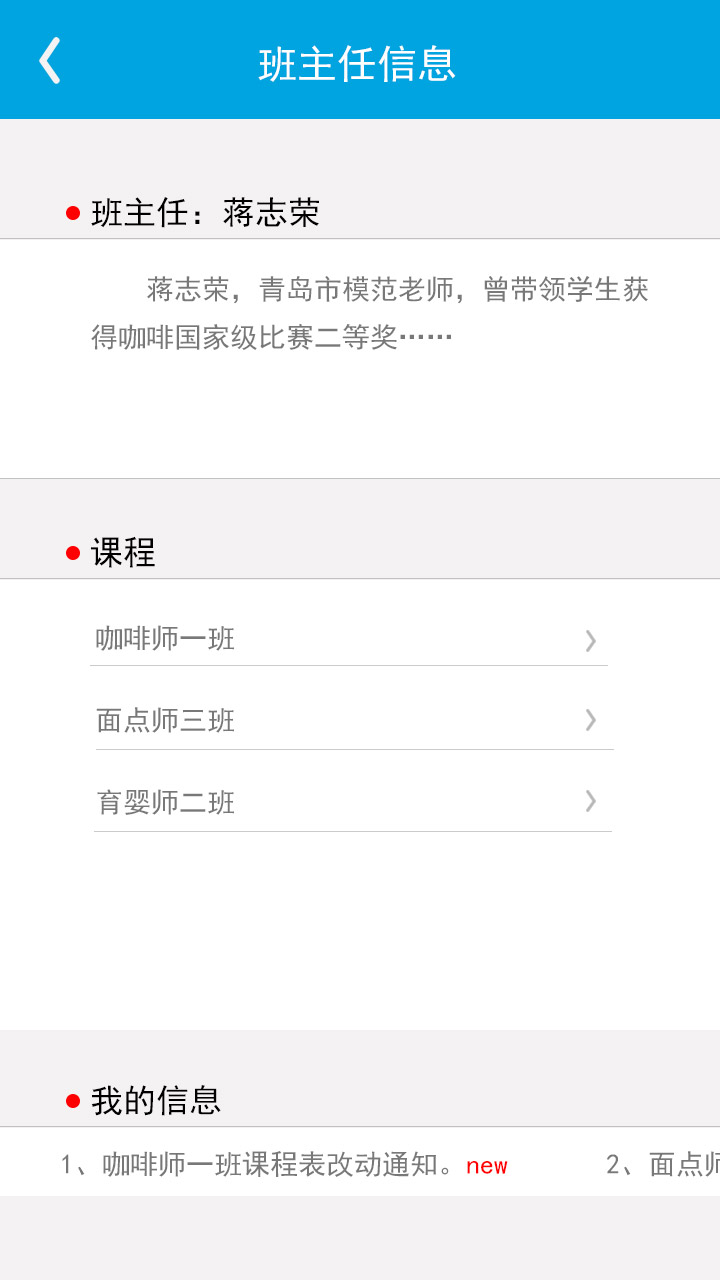 班主任信息
班主任：蒋志荣
蒋志荣，青岛市模范老师，曾带领学生获
得咖啡国家级比赛二等奖……
课程
咖啡师一班
面点师三班
育婴师二班
我的信息
1、咖啡师一班课程表改动通知。new 2、面点师